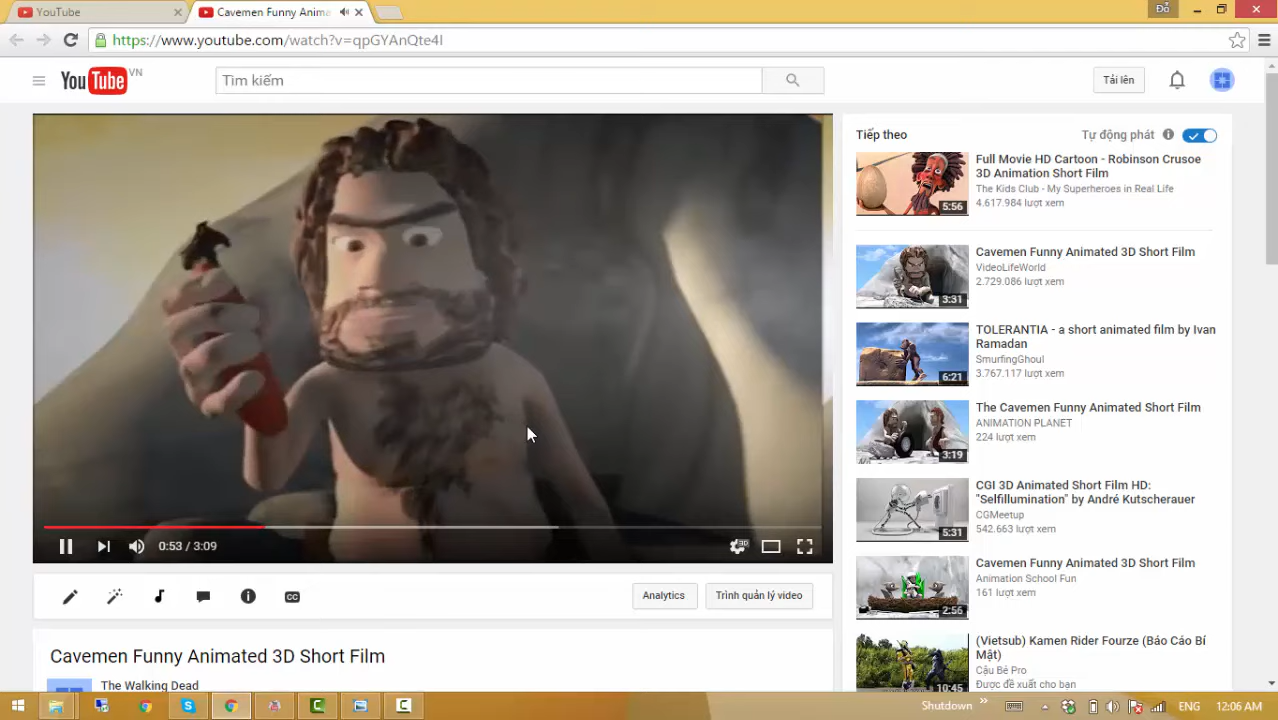 YouTube
Cavemen Funny Anima
Đỗ
https://www.youtube.com/watch?v=qpGYAnQte4I
YouTube VN
Tìm kiếm
Tải lên
0:53 / 3:09
3D
CC
Analytics
Trình quản lý video
Cavemen Funny Animated 3D Short Film
The Walking Dead
Tiếp theo
Tự động phát
Full Movie HD Cartoon - Robinson Crusoe
3D Animation Short Film
The Kids Club - My Superheroes in Real Life
4.617.984 lượt xem
5:56
Cavemen Funny Animated 3D Short Film
VideoLifeWorld
2.729.086 lượt xem
3:31
TOLERANTIA - a short animated film by Ivan
Ramadan
SmurfingGhoul
3.767.117 lượt xem
6:21
The Cavemen Funny Animated Short Film
ANIMATION PLANET
224 lượt xem
3:19
CGI 3D Animated Short Film HD:
"Selfillumination" by André Kutscherauer
CGMeetup
542.663 lượt xem
5:31
Cavemen Funny Animated 3D Short Film
Animation School Fun
161 lượt xem
2:56
(Vietsub) Kamen Rider Fourze (Báo Cáo Bí
Mật)
Cậu Bé Pro
Được đề xuất cho bạn
10:45
Shutdown
ENG
12:06 AM